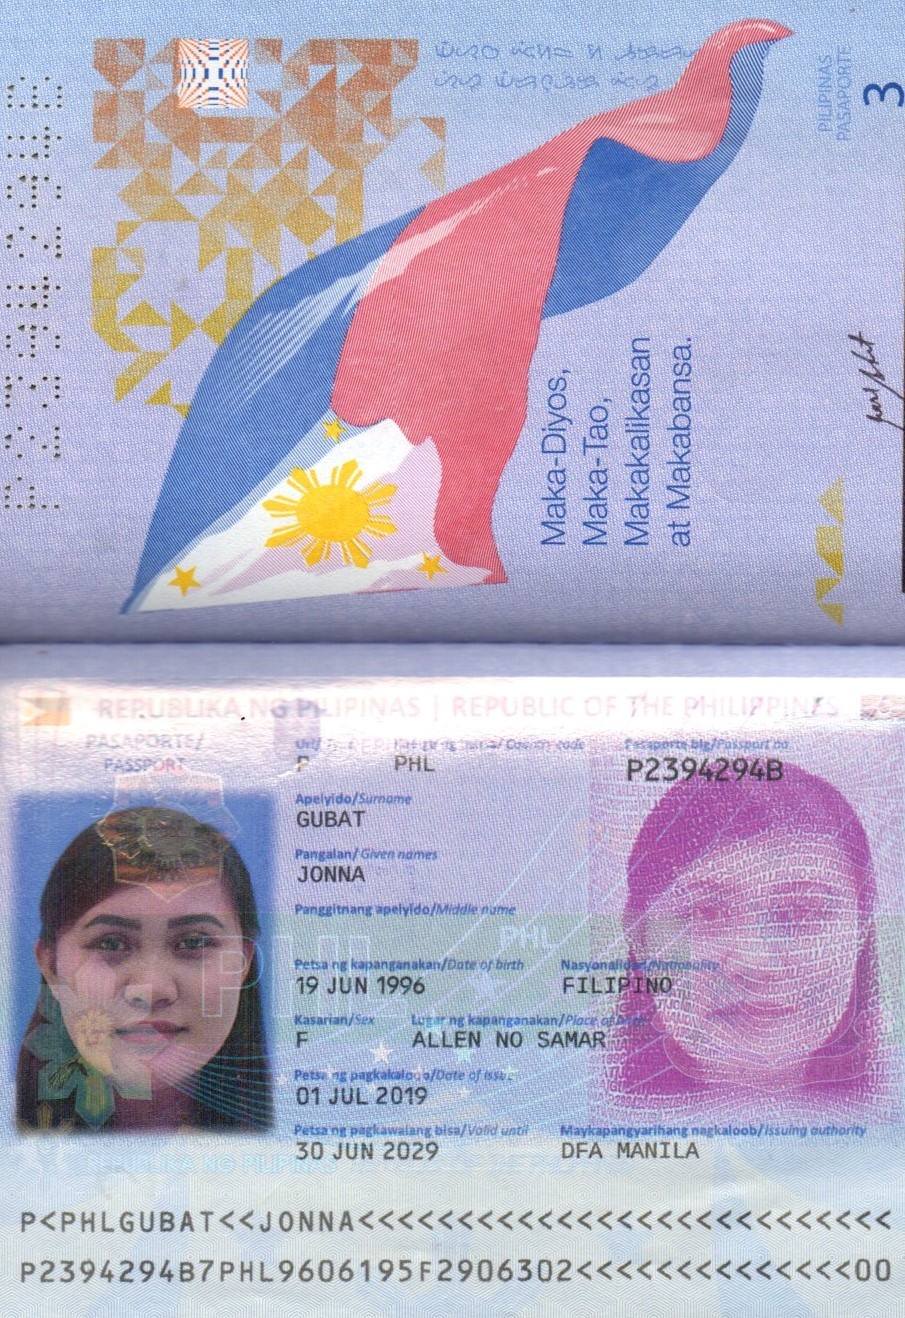 P2394294B
PILIPINAS
PASAPORTE
3
Maka-Diyos,
Maka-Tao,
Makakalikasan
at Makabansa.
REPUBLIKA NG PILIPINAS | REPUBLIC OF THE PHILIPPINES
PASAPORTE/
PASSPORT
Country code
Pasaporte blg/Passport no
P PHL P2394294B
Apelyido/Surname
GUBAT
Pangalan/Given names
JONNA
Panggitnang apelyido/Middle name
PHL
PHL
Petsa ng kapanganakan/Date of birth Nasyonalidad/Nationality
19 JUN 1996 FILIPINO
Kasarian/Sex Lugar ng kapanganakan/Place of birth
F ALLEN NO SAMAR
Petsa ng pagkakaloob/Date of issue
01 JUL 2019
Petsa ng pagkawalang bisa/Valid until Maykapangyarihang nagkaloob/Issuing authority
30 JUN 2029 DFA MANILA
REPUBLIKA NG PILIPINAS
P<PHLGUBAT<<JONNA<<<<<<<<<<<<<<<<<<<<<<<<<<<
P2394294B7PHL9606195F2906302<<<<<<<<<<<<<<00